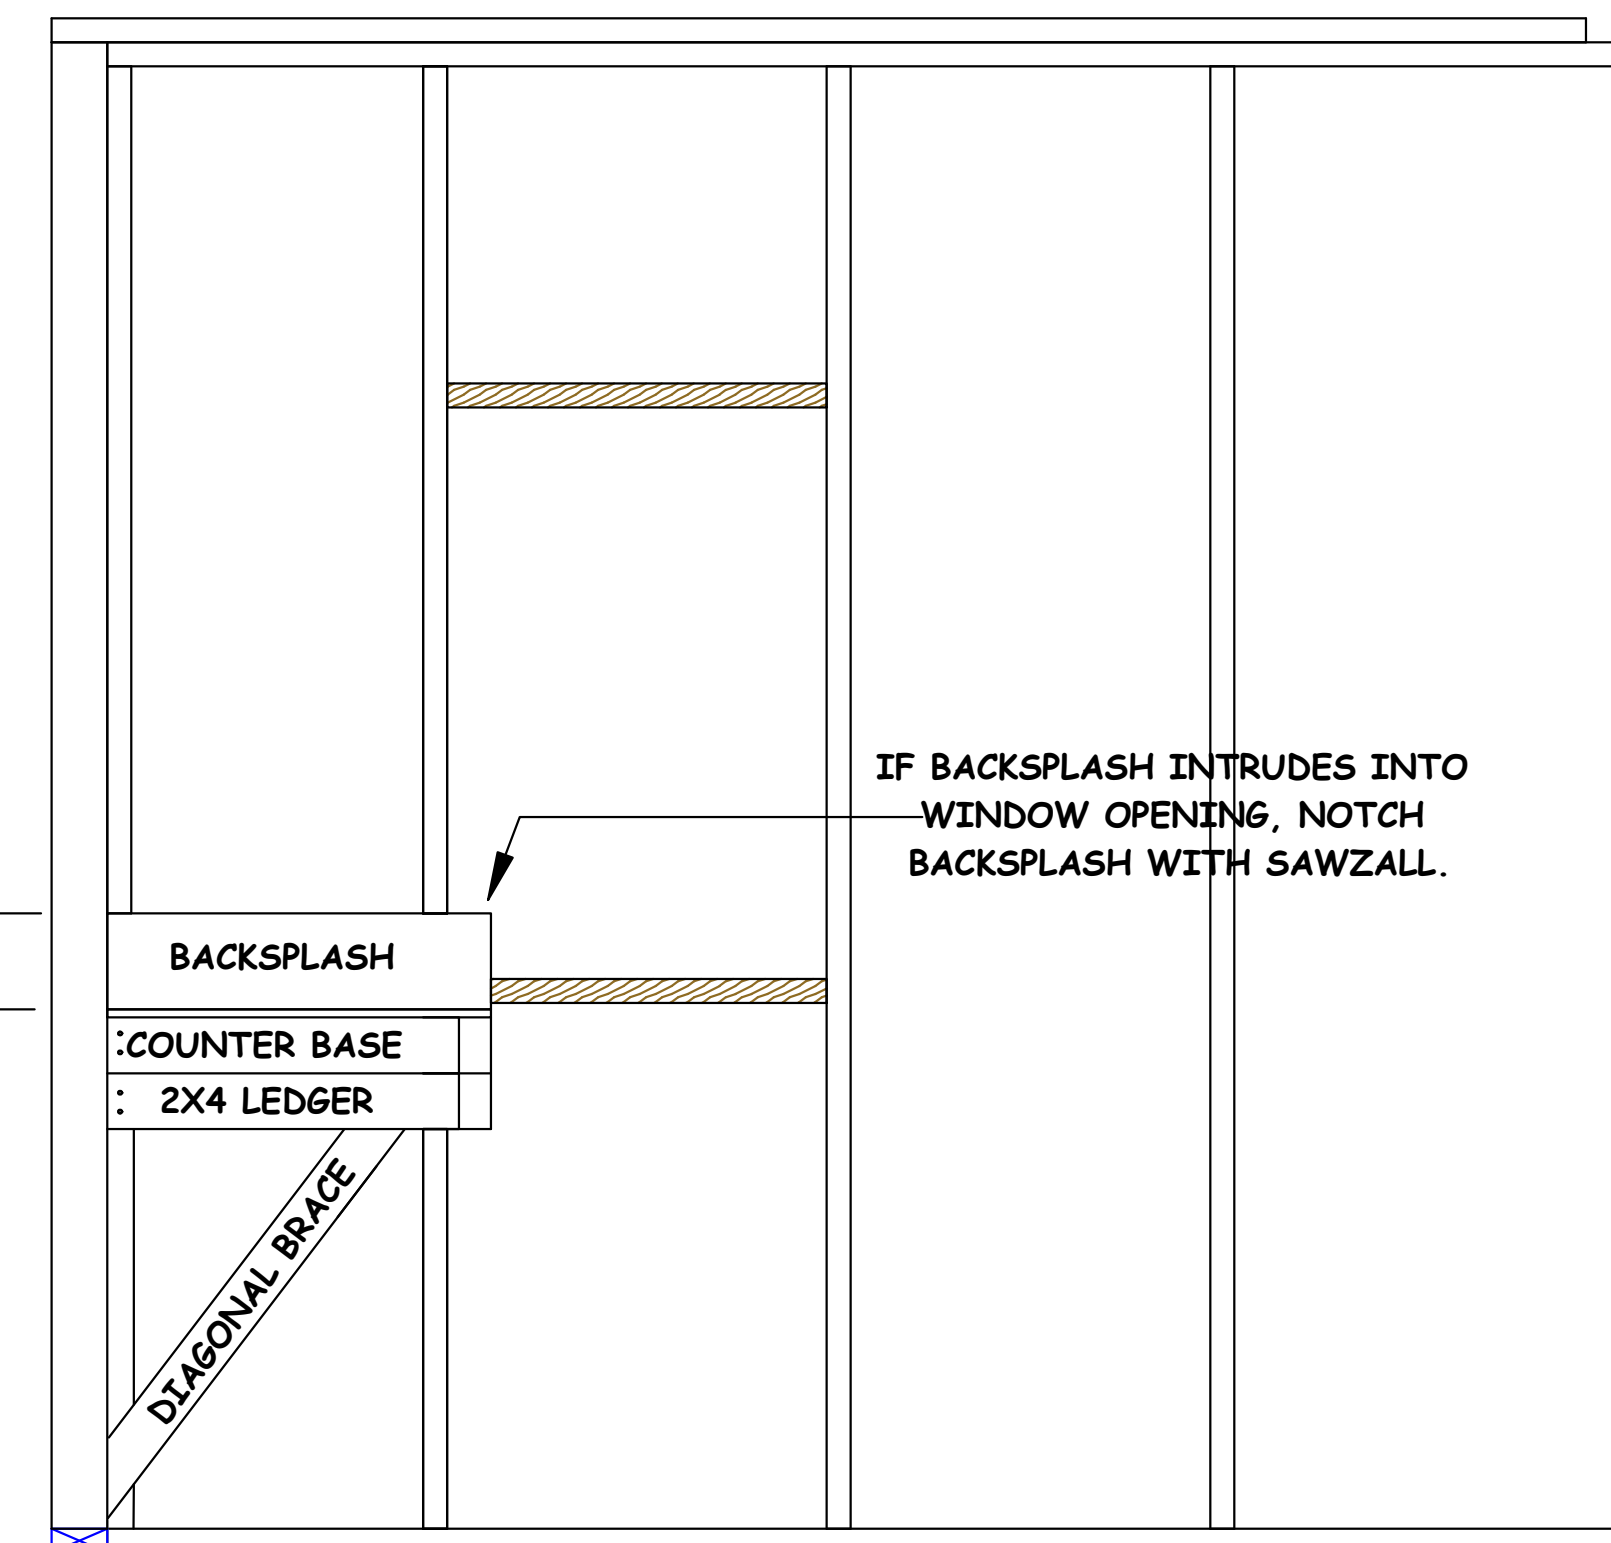 IF BACKSPLASH INTRUDES INTO
WINDOW OPENING, NOTCH
BACKSPLASH WITH SAWZALL.
BACKSPLASH
COUNTER BASE
2X4 LEDGER
DIAGONAL BRACE